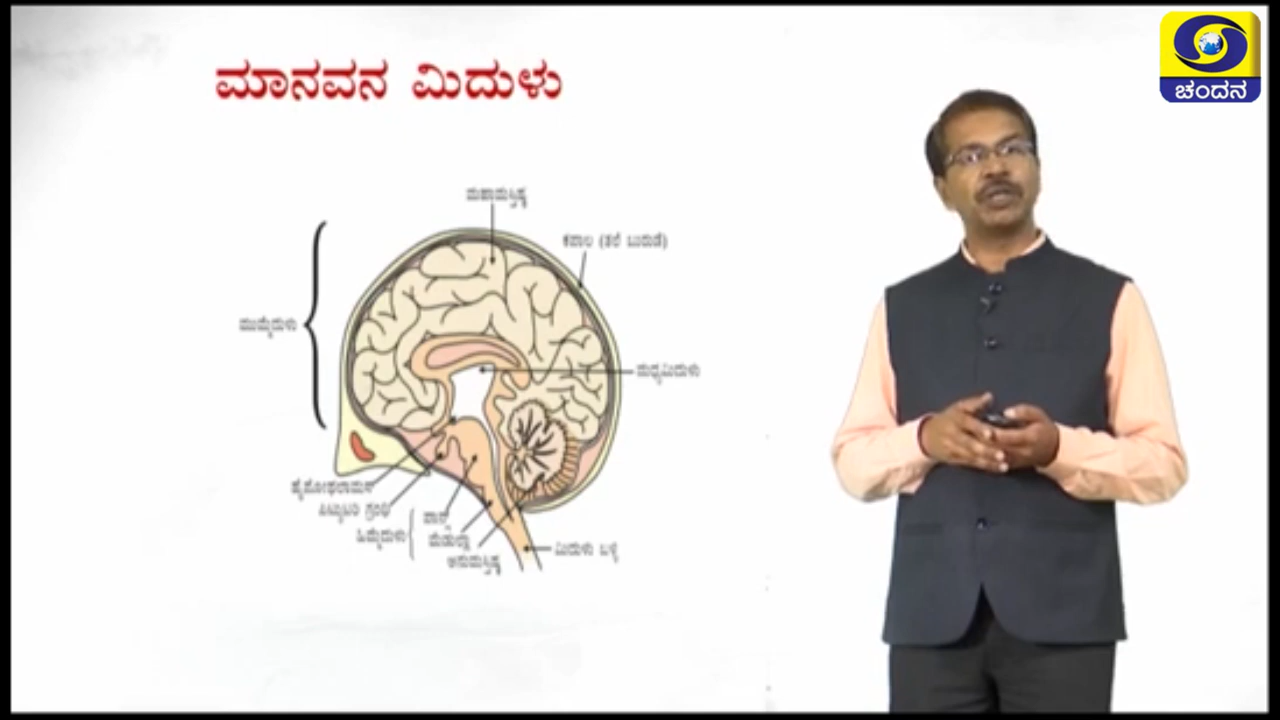 ಮಾನವನ ಮಿದುಳು
ಚಂದನ
ಮಹಾಮಸ್ತಿಷ್ಕ
ಕಪಾಲ (ತಲೆ ಬುರುಡೆ)
ಮುಮ್ಮೆದುಳು
ಮಧ್ಯಮಿದುಳು
ಹೈಪೋಥಲಾಮಸ
ಪಿಟ್ಯುಟರಿ ಗ್ರಂಥಿ
ಹಿಮ್ಮೆದುಳು
ಪಾನ್ಸ್
ಮೆಡುಲ್ಲಾ
ಅನುಮಸ್ತಿಷ್ಕ
ಮಿದುಳು ಬಳ್ಳಿ